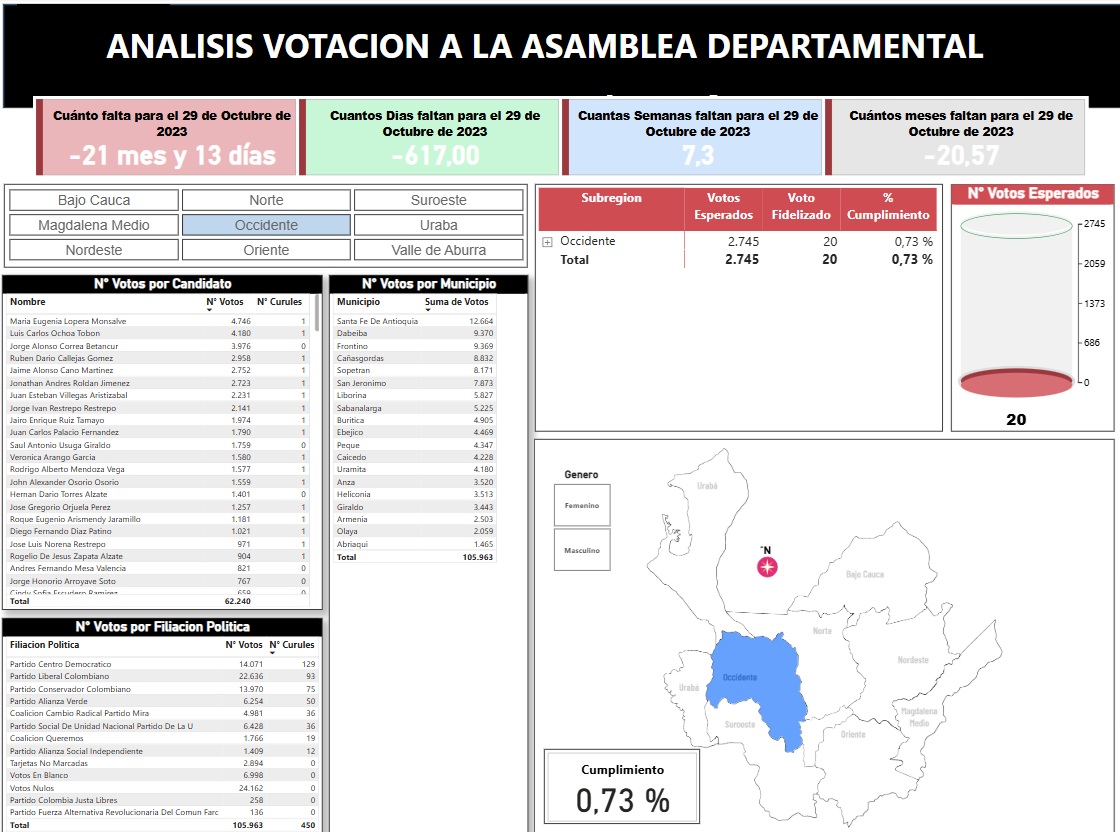 ANALISIS VOTACION A LA ASAMBLEA DEPARTAMENTAL
Cuánto falta para el 29 de Octubre de
2023
-21 mes y 13 días
Cuantos Dias faltan para el 29 de
Octubre de 2023
-617,00
Cuantas Semanas faltan para el 29 de
Octubre de 2023
7,3
Cuántos meses faltan para el 29 de
Octubre de 2023
-20,57
Bajo Cauca Norte Suroeste
Magdalena Medio Occidente Uraba
Nordeste Oriente Valle de Aburra
Subregion Votos Esperados Voto Fidelizado % Cumplimiento
Occidente 2.745 20 0,73 %
Total 2.745 20 0,73 %
N° Votos Esperados
2745
2059
1373
686
0
20
N° Votos por Candidato
Nombre N° Votos N° Curules
Maria Eugenia Lopera Monsalve 4.746 1
Luis Carlos Ochoa Tobon 4.180 1
Jorge Alonso Correa Betancur 3.976 0
Ruben Dario Callejas Gomez 2.958 1
Jaime Alonso Cano Martinez 2.752 1
Jonathan Andres Roldan Jimenez 2.723 1
Juan Esteban Villegas Aristizabal 2.231 1
Jorge Ivan Restrepo Restrepo 2.141 1
Jairo Enrique Ruiz Tamayo 1.974 1
Juan Carlos Palacio Fernandez 1.790 1
Saul Antonio Usuga Giraldo 1.759 0
Veronica Arango Garcia 1.580 1
Rodrigo Alberto Mendoza Vega 1.577 1
John Alexander Osorio Osorio 1.559 1
Hernan Dario Torres Alzate 1.401 0
Jose Gregorio Orjuela Perez 1.257 1
Roque Eugenio Arismendy Jaramillo 1.181 1
Diego Fernando Diaz Patino 1.021 1
Jose Luis Norena Restrepo 971 1
Rogelio De Jesus Zapata Alzate 904 1
Andres Fernando Mesa Valencia 821 0
Jorge Honorio Arroyave Soto 767 0
Cindy Sofia Escudero Ramirez 659 0
Total 62.240
N° Votos por Municipio
Municipio Suma de Votos
Santa Fe De Antioquia 12.664
Dabeiba 9.370
Frontino 9.369
Cañasgordas 8.832
Sopetran 8.171
San Jeronimo 7.873
Liborina 5.827
Sabanalarga 5.225
Buritica 4.905
Ebejico 4.469
Peque 4.347
Caicedo 4.228
Uramita 4.180
Anza 3.520
Heliconia 3.513
Giraldo 3.443
Armenia 2.503
Olaya 2.059
Abriaqui 1.465
Total 105.963
N° Votos por Filiacion Politica
Filiacion Politica N° Votos N° Curules
Partido Centro Democratico 14.071 129
Partido Liberal Colombiano 22.636 93
Partido Conservador Colombiano 13.970 75
Partido Alianza Verde 6.254 50
Coalicion Cambio Radical Partido Mira 4.981 36
Partido Social De Unidad Nacional Partido De La U 6.428 36
Coalicion Queremos 1.766 19
Partido Alianza Social Independiente 1.409 12
Tarjetas No Marcadas 2.894 0
Votos En Blanco 6.998 0
Votos Nulos 24.162 0
Partido Colombia Justa Libres 258 0
Partido Fuerza Alternativa Revolucionaria Del Comun Farc 136 0
Total 105.963 450
Genero
Femenino
Masculino
Urabá
N
Bajo Cauca
Norte
Nordeste
Occidente
Urabá
Magdalena
Medio
Suroeste
Oriente
Cumplimiento
0,73 %